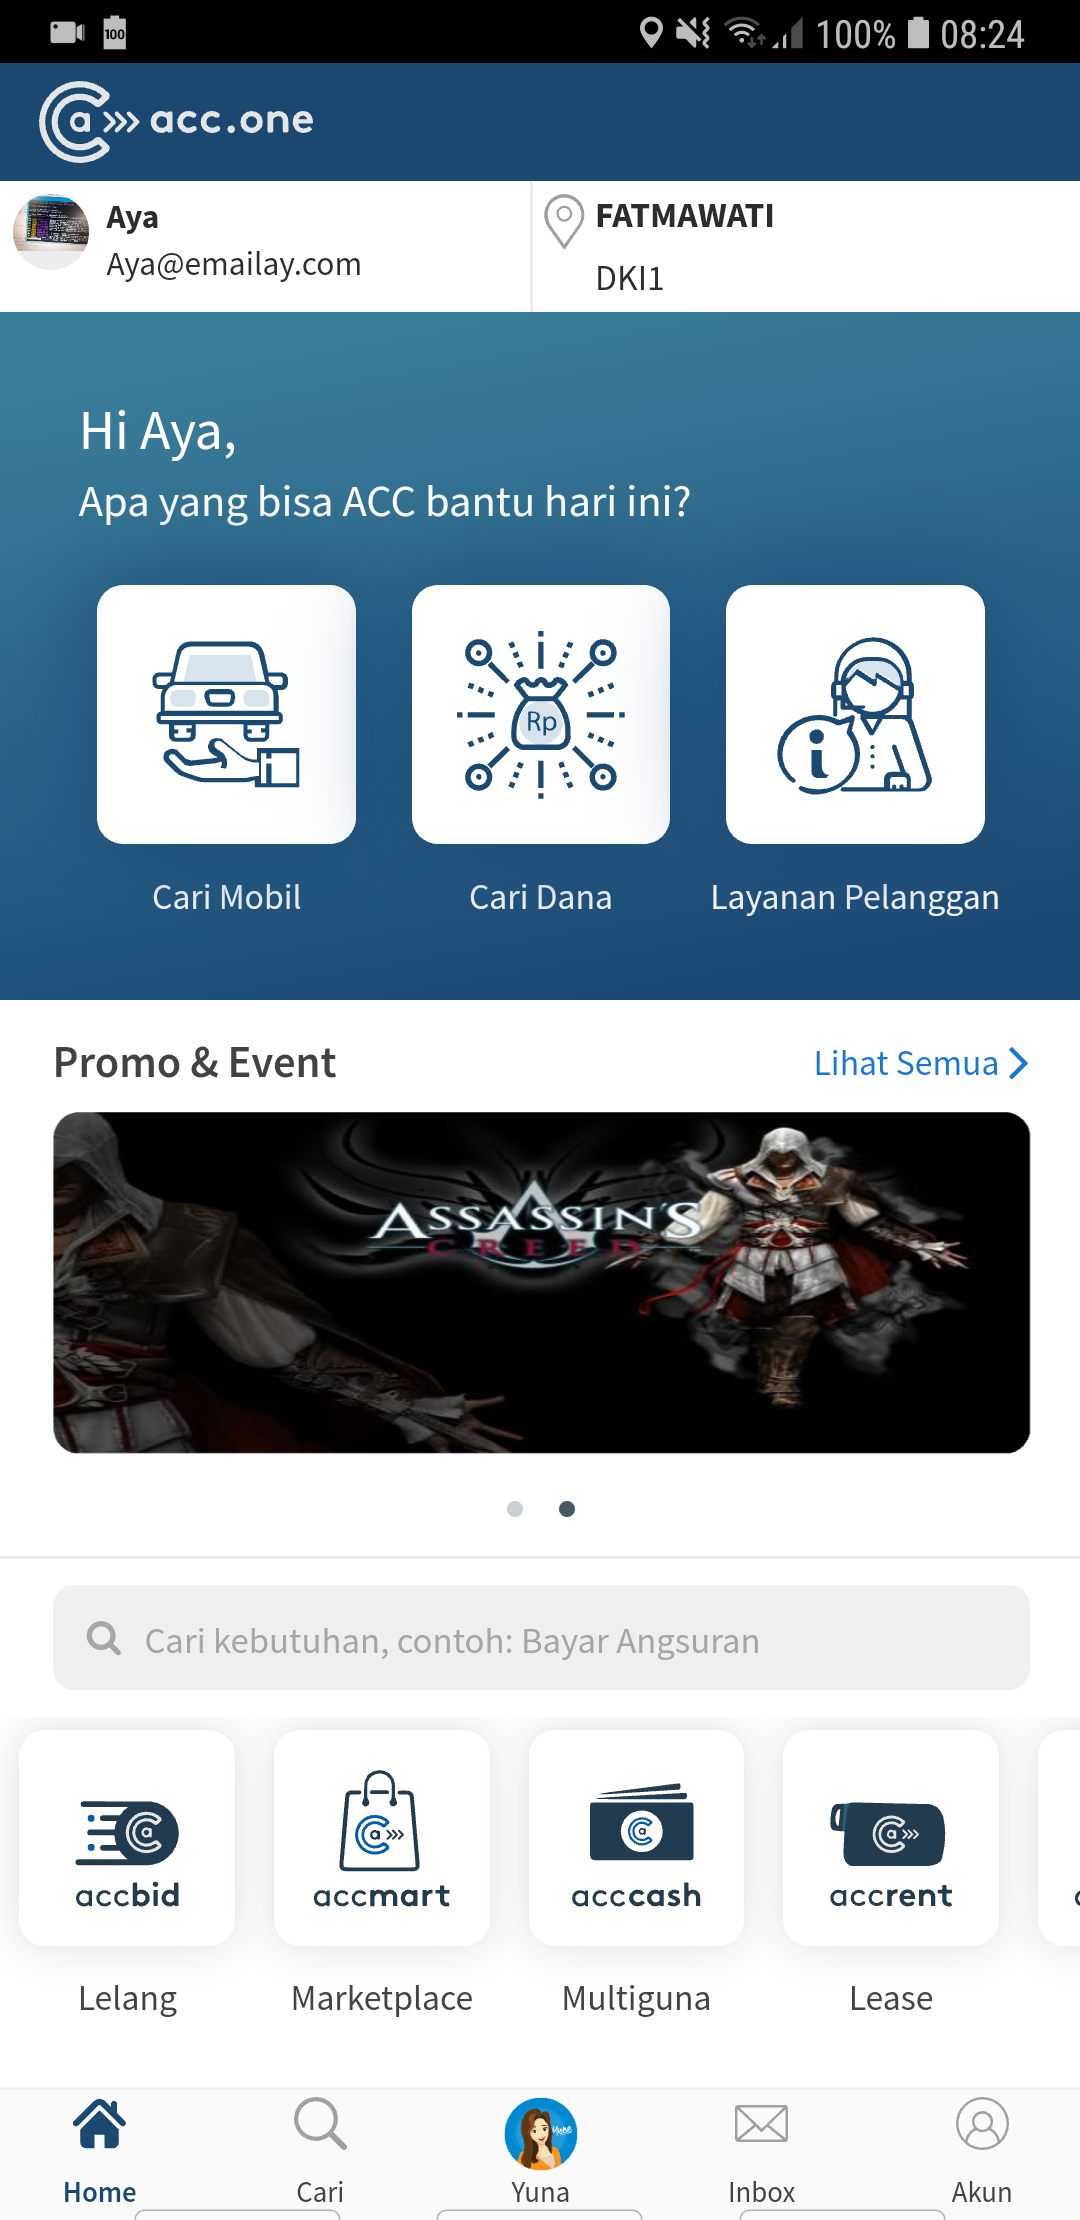 100
100% 08:24
a acc.one
Aya
Aya@emailay.com
FATMAWATI
DKI1
Hi Aya,
Apa yang bisa ACC bantu hari ini?
Rp
i
Cari Mobil
Cari Dana
Layanan Pelanggan
Promo & Event
Lihat Semua
ASSASSIN'S
CREED
Cari kebutuhan, contoh: Bayar Angsuran
a
accbid
a
accmart
a
acccash
a
accrent
Lelang
Marketplace
Multiguna
Lease
Yuna
Home
Cari
Yuna
Inbox
Akun